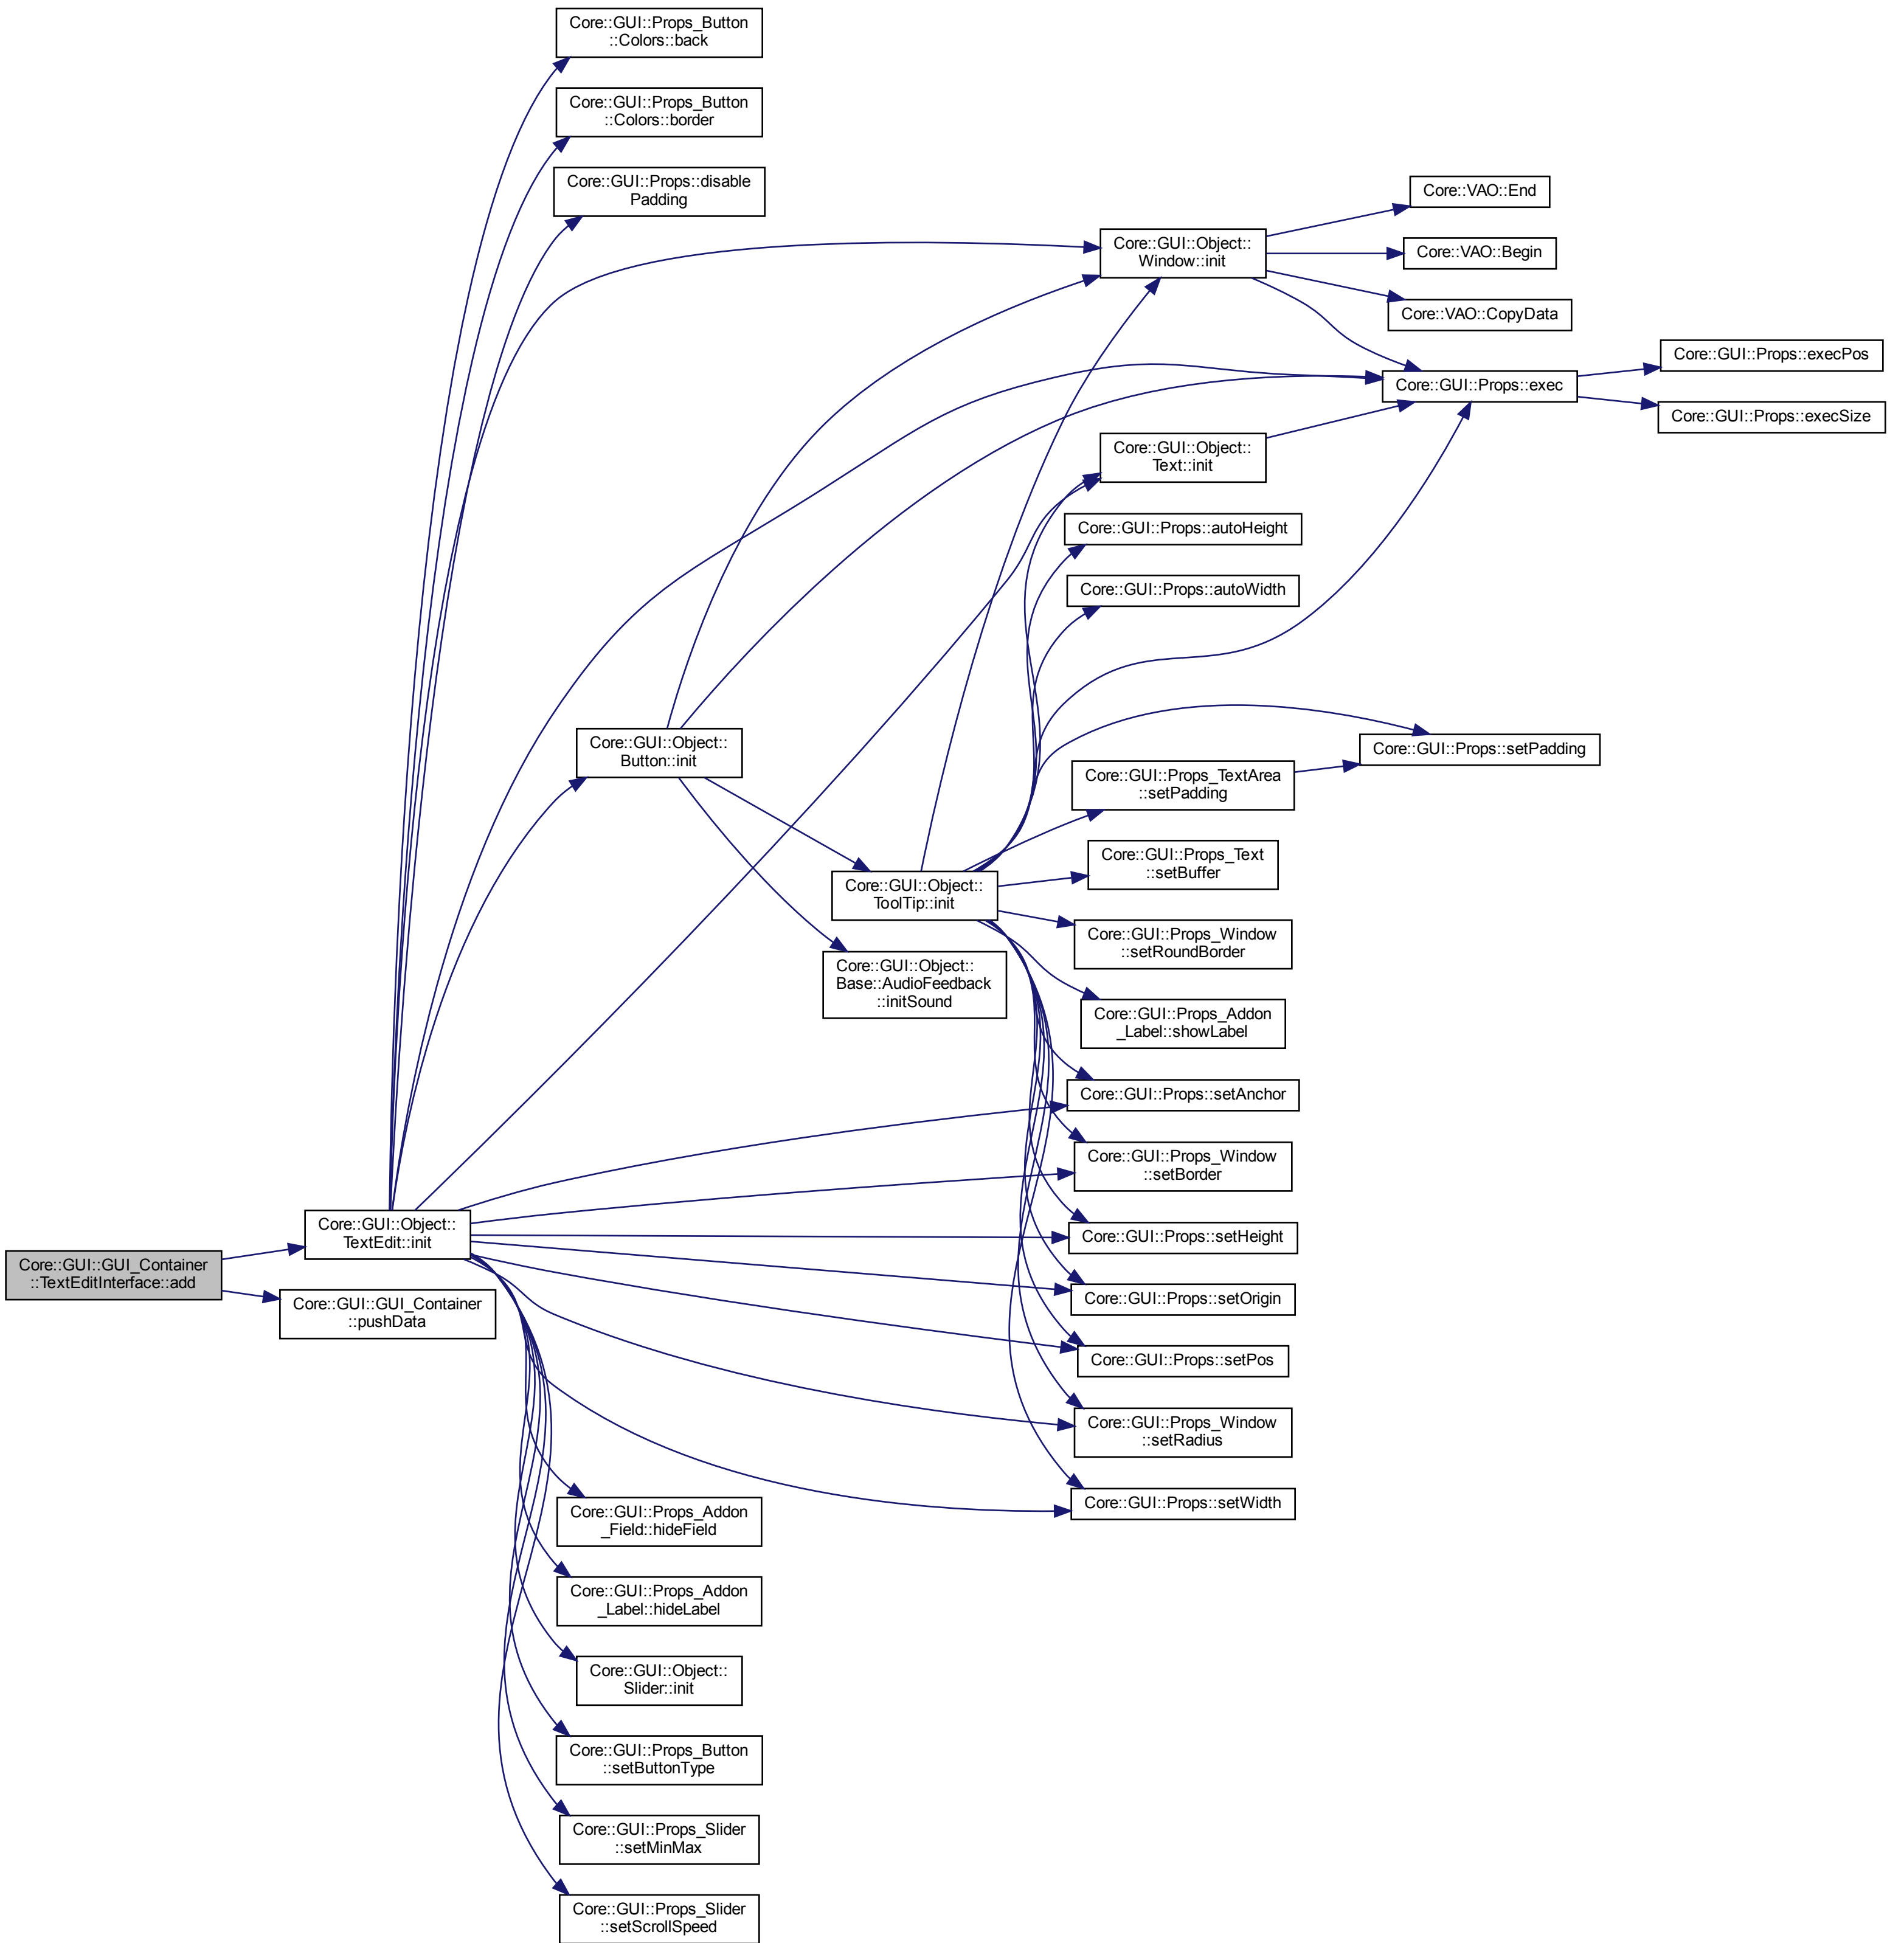 Core::GUI::Props_Button
::Colors::back
Core::GUI::Props_Button
::Colors::border
Core::GUI::Props::disable
Padding
Core::GUI::Object::
Window::init
Core::VAO::End
Core::VAO::Begin
Core::VAO::CopyData
Core::GUI::Props::exec
Core::GUI::Props::execPos
Core::GUI::Props::execSize
Core::GUI::Object::
Text::init
Core::GUI::Props::autoHeight
Core::GUI::Props::autoWidth
Core::GUI::Object::
Button::init
Core::GUI::Props::setPadding
Core::GUI::Props_TextArea
::setPadding
Core::GUI::Props_Text
::setBuffer
Core::GUI::Object::
ToolTip::init
Core::GUI::Props_Window
::setRoundBorder
Core::GUI::Object::
Base::AudioFeedback
::initSound
Core::GUI::Props_Addon
_Label::showLabel
Core::GUI::Props::setAnchor
Core::GUI::Props_Window
::setBorder
Core::GUI::Object::
TextEdit::init
Core::GUI::Props::setHeight
Core::GUI::GUI_Container
::TextEditInterface::add
Core::GUI::GUI_Container
::pushData
Core::GUI::Props::setOrigin
Core::GUI::Props::setPos
Core::GUI::Props_Window
::setRadius
Core::GUI::Props::setWidth
Core::GUI::Props_Addon
_Field::hideField
Core::GUI::Props_Addon
_Label::hideLabel
Core::GUI::Object::
Slider::init
Core::GUI::Props_Button
::setButtonType
Core::GUI::Props_Slider
::setMinMax
Core::GUI::Props_Slider
::setScrollSpeed